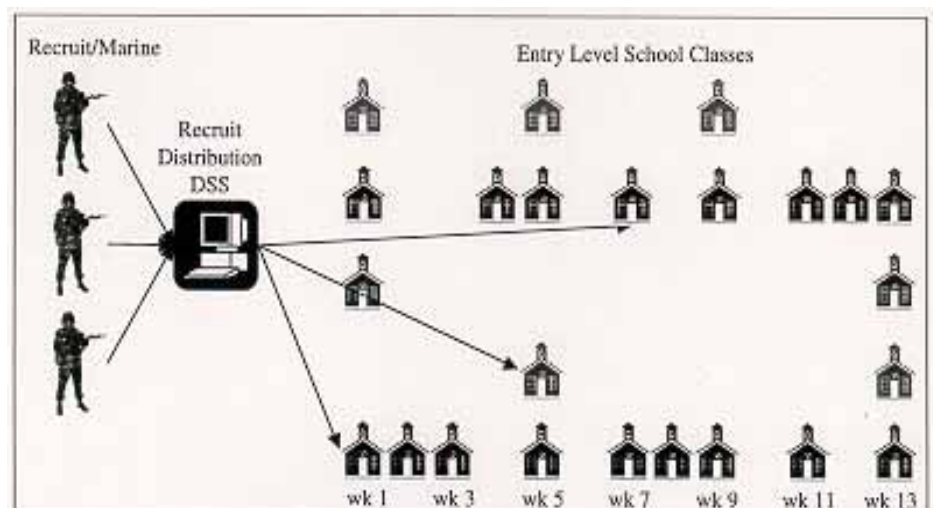 Recruit/Marine
Entry Level School Classes
Recruit
Distribution
DSS
wk 1 wk 3 wk 5 wk 7 wk 9 wk 11 wk 13